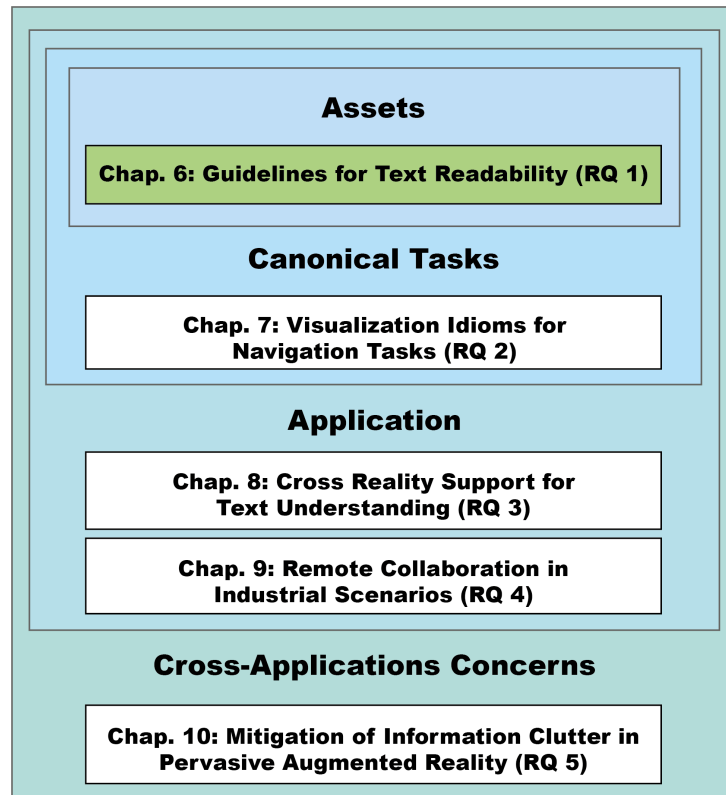 Assets
Chap. 6: Guidelines for Text Readability (RQ 1)
Canonical Tasks
Chap. 7: Visualization Idioms for
Navigation Tasks (RQ 2)
Application
Chap. 8: Cross Reality Support for
Text Understanding (RQ 3)
Chap. 9: Remote Collaboration in
Industrial Scenarios (RQ 4)
Cross-Applications Concerns
Chap. 10: Mitigation of Information Clutter in
Pervasive Augmented Reality (RQ 5)